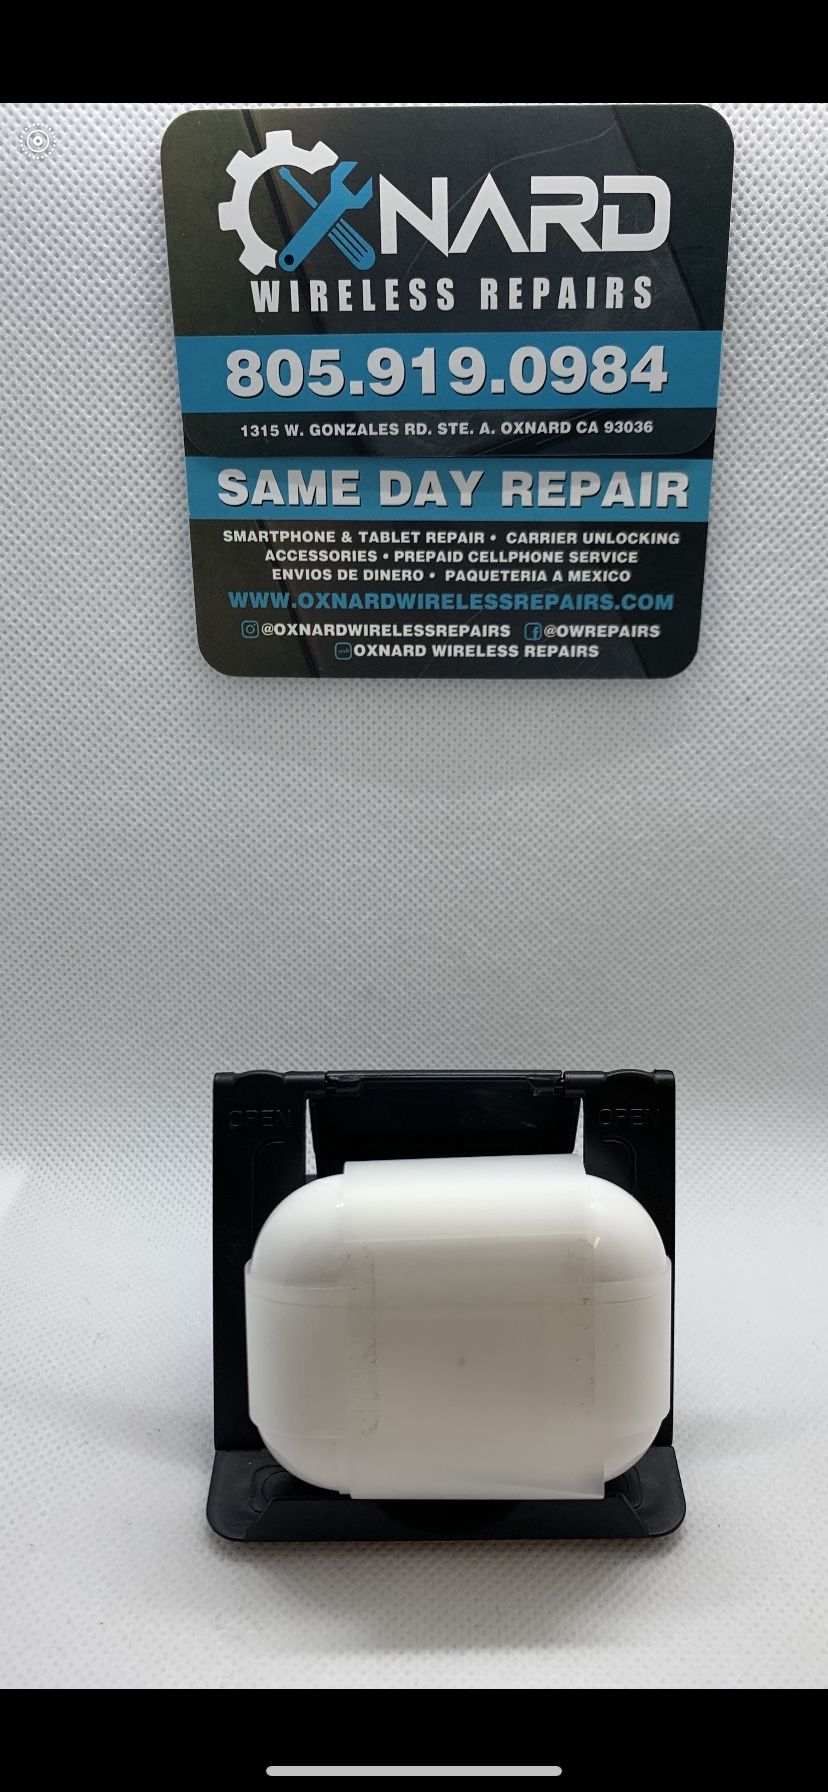 OXNARD
WIRELESS REPAIRS
805.919.0984
1315 W. GONZALES RD. STE. A. OXNARD CA 93036
SAME DAY REPAIR
SMARTPHONE & TABLET REPAIR • CARRIER UNLOCKING
ACCESSORIES • PREPAID CELLPHONE SERVICE
ENVIOS DE DINERO • PAQUETERIA A MEXICO
WWW.OXNARDWIRELESSREPAIRS.COM
@OXNARDWIRELESSREPAIRS @OWREPAIRS
OXNARD WIRELESS REPAIRS
OPEN OPEN